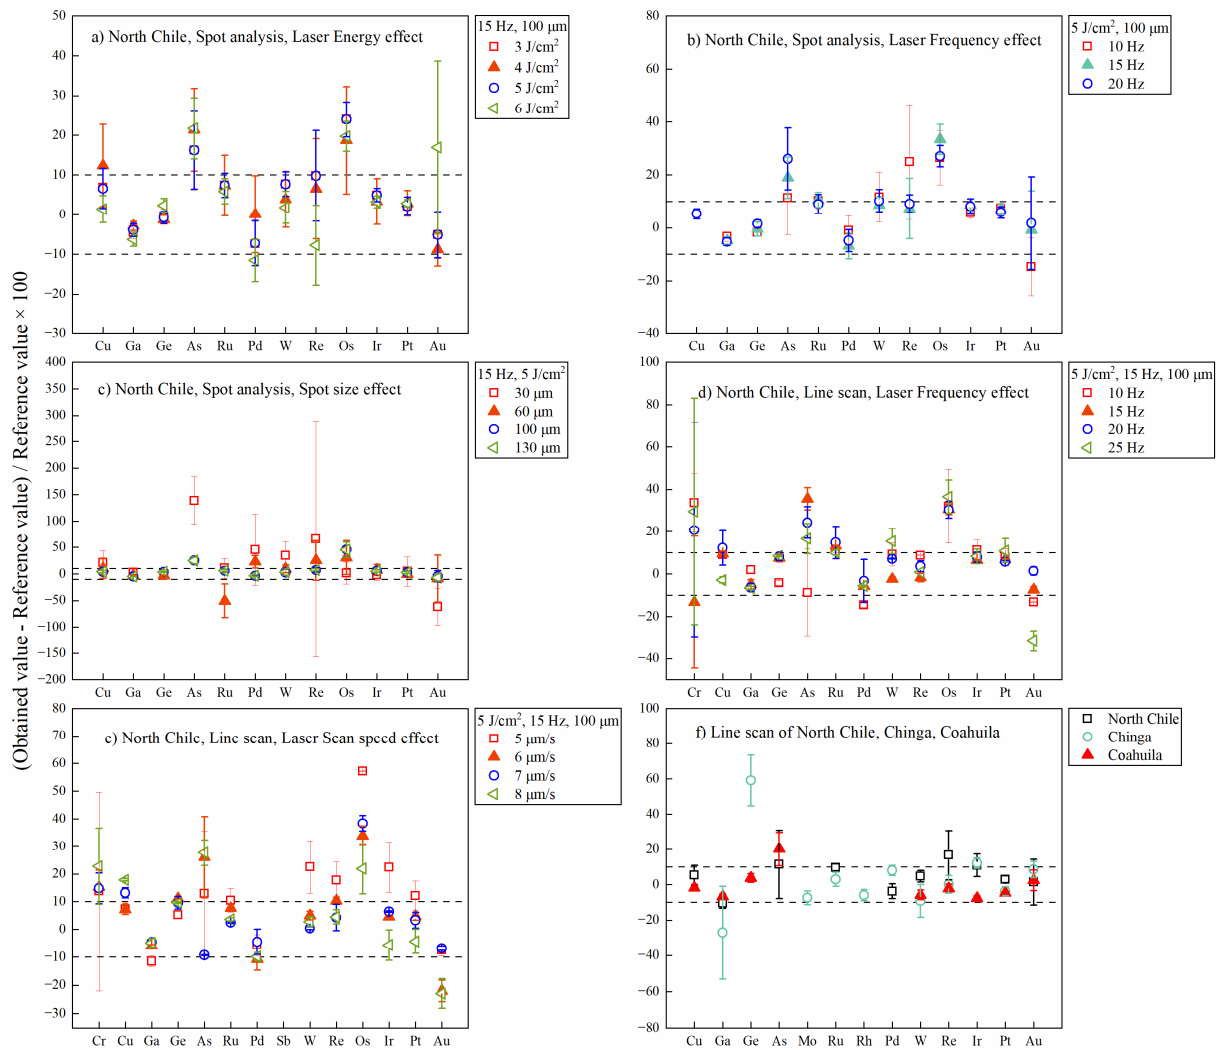 (Obtained value - Reference value) / Reference value × 100
a) North Chile, Spot analysis, Laser Energy effect
15 Hz, 100 μm
3 J/cm²
4 J/cm²
5 J/cm²
6 J/cm²
50
40
30
20
10
0
−10
−20
−30
Cu Ga Ge As Ru Pd W Re Os Ir Pt Au
b) North Chile, Spot analysis, Laser Frequency effect
5 J/cm², 100 μm
10 Hz
15 Hz
20 Hz
80
60
40
20
0
−20
−40
Cu Ga Ge As Ru Pd W Re Os Ir Pt Au
c) North Chile, Spot analysis, Spot size effect
15 Hz, 5 J/cm²
30 μm
60 μm
100 μm
130 μm
400
350
300
250
200
150
100
50
0
−50
−100
−150
−200
Cu Ga Ge As Ru Pd W Re Os Ir Pt Au
d) North Chile, Line scan, Laser Frequency effect
5 J/cm², 15 Hz, 100 μm
10 Hz
15 Hz
20 Hz
25 Hz
100
80
60
40
20
0
−20
−40
Cr Cu Ga Ge As Ru Rh W Re Os Ir Pt Au
e) North Chile, Line scan, Laser Scan speed effect
5 J/cm², 15 Hz, 100 μm
5 μm/s
6 μm/s
7 μm/s
8 μm/s
80
70
60
50
40
30
20
10
0
−10
−20
−30
Cr Cu Ga Ge As Ru Pd Sb W Re Os Ir Pt Au
f) Line scan of North Chile, Chinga, Coahuila
North Chile
Chinga
Coahuila
100
80
60
40
20
0
−20
−40
−60
−80
Cu Ga Ge As Mo Ru Rh Pd W Re Ir Pt Au